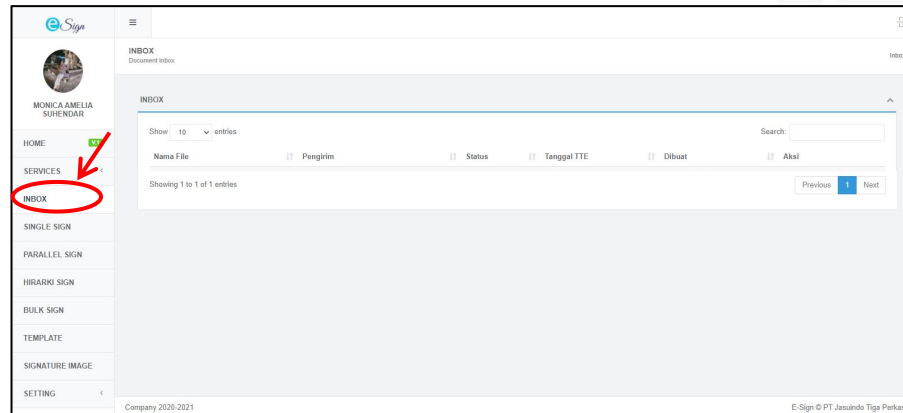 eSign
MONICA AMELIA
SUHENDAR
HOME
SERVICES
INBOX
SINGLE SIGN
PARALLEL SIGN
HIRARKI SIGN
BULK SIGN
TEMPLATE
SIGNATURE IMAGE
SETTING
INBOX
Document Inbox
INBOX
Show 10 entries
Search:
Nama File Pengirim Status Tanggal TTE Dibuat Aksi
Showing 1 to 1 of 1 entries
Previous 1 Next
Company 2020-2021
E-Sign © PT Jasuindo Tiga Perkas